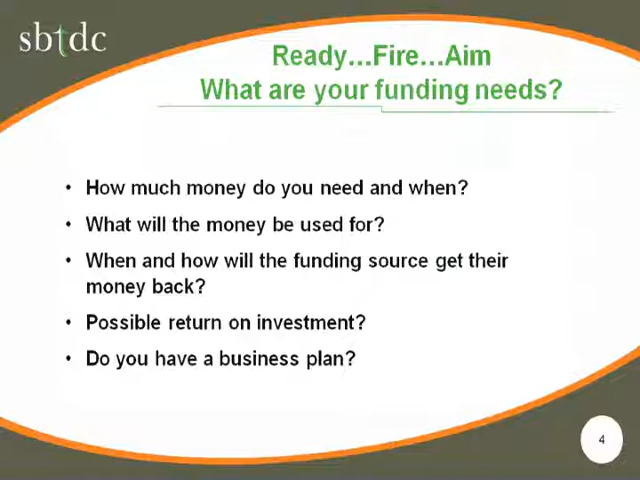 sbtdc
Ready...Fire...Aim
What are your funding needs?
• How much money do you need and when?
• What will the money be used for?
• When and how will the funding source get their
money back?
• Possible return on investment?
• Do you have a business plan?
4